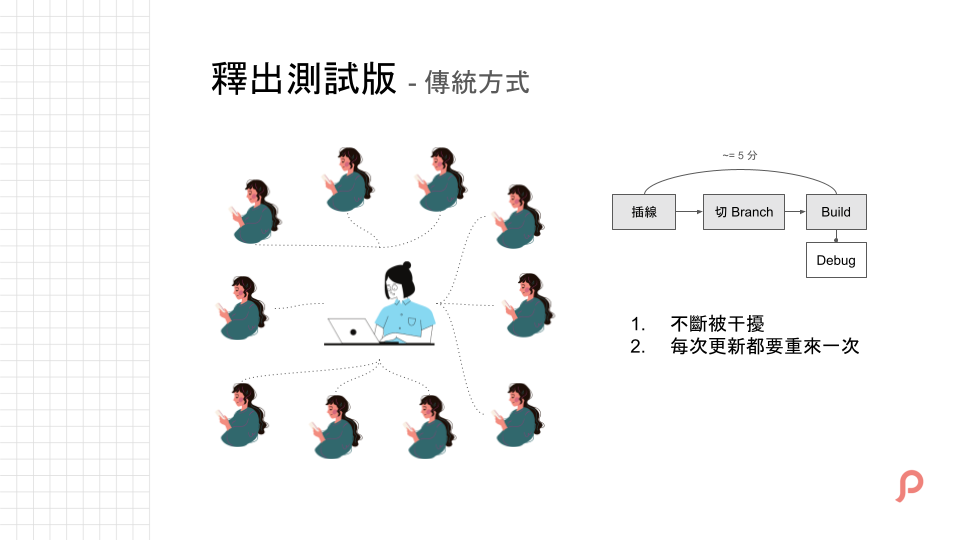 釋出測試版 - 傳統方式
~= 5 分
插線
切 Branch
Build
Debug
1. 不斷被干擾
2. 每次更新都要重來一次